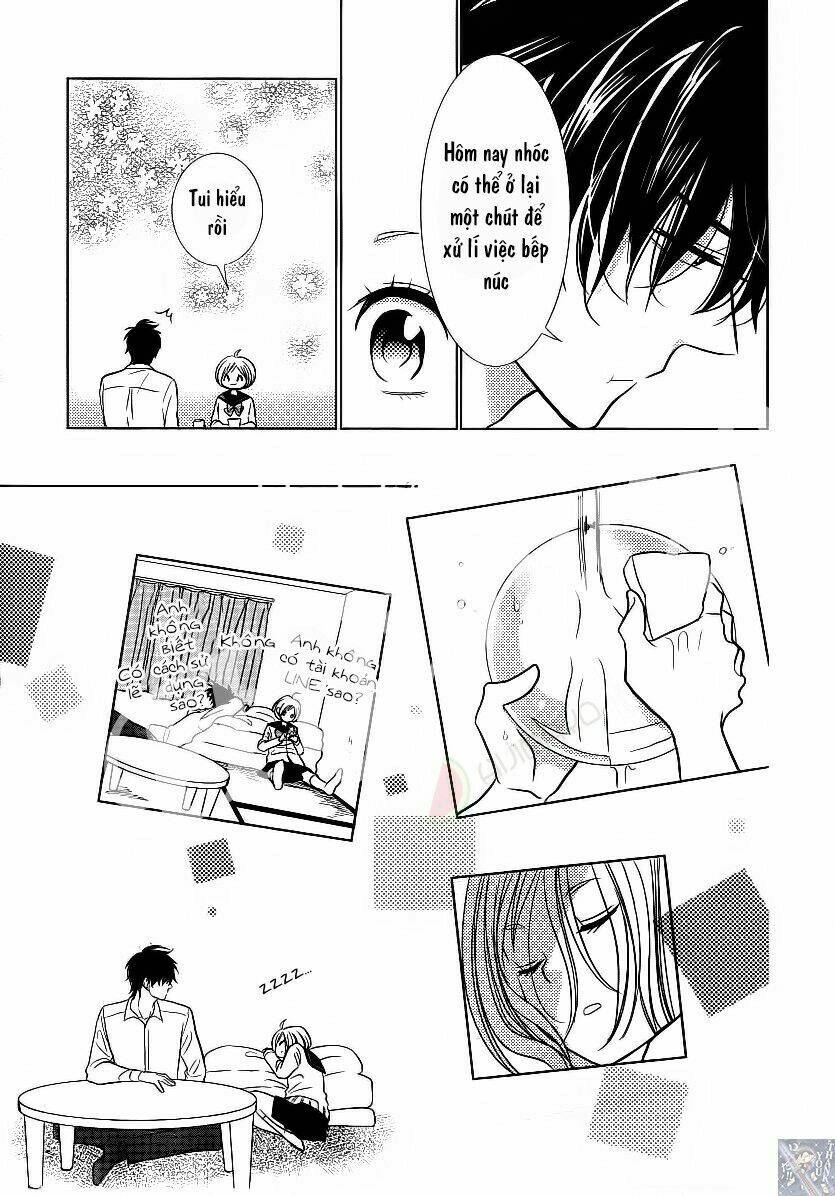 Hôm nay nhóc
có thể ở lại
một chút để
xử lí việc bếp
núc
Tui hiểu
rồi
Anh không
có tài khoản
LINE sao?
Không
Anh
không
Biết
cách sử
dụng
sao?
Có
lẽ
ZZZZ...